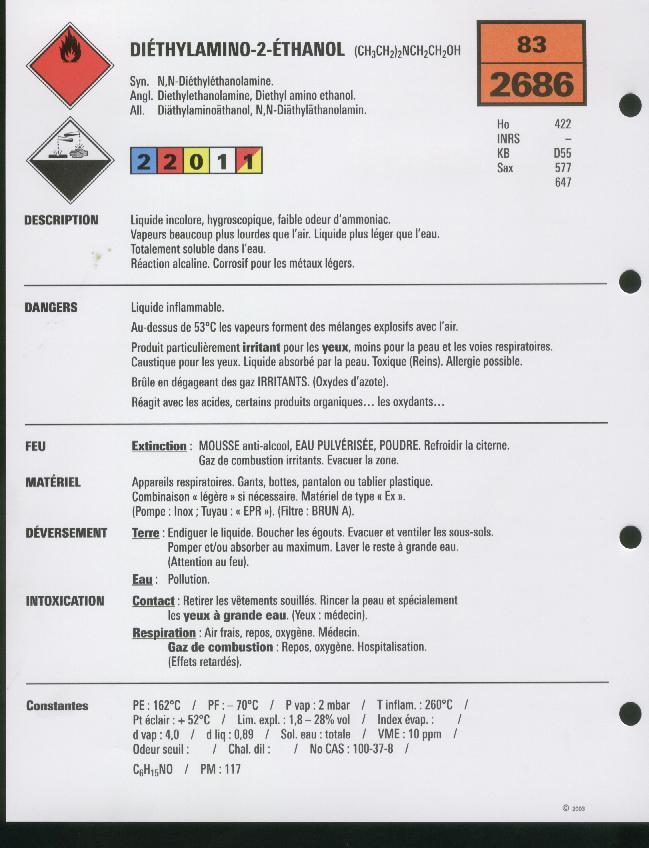 DIÉTHYLAMINO-2-ÉTHANOL (CH₃CH₂)₂NCH₂CH₂OH
83
2686
Syn. N,N-Diéthyléthanolamine.
Angl. Diethylethanolamine, Diethyl amino ethanol.
All. Diäthylaminoäthanol, N,N-Diäthyläthanolamin.
Ho 422
INRS –
KB D55
Sax 577
647
2 2 0 1 1
DESCRIPTION Liquide incolore, hygroscopique, faible odeur d'ammoniac.
Vapeurs beaucoup plus lourdes que l'air. Liquide plus léger que l'eau.
Totalement soluble dans l'eau.
Réaction alcaline. Corrosif pour les métaux légers.
DANGERS Liquide inflammable.
Au-dessus de 53°C les vapeurs forment des mélanges explosifs avec l'air.
Produit particulièrement irritant pour les yeux, moins pour la peau et les voies respiratoires.
Caustique pour les yeux. Liquide absorbé par la peau. Toxique (Reins). Allergie possible.
Brûle en dégageant des gaz IRRITANTS. (Oxydes d'azote).
Réagit avec les acides, certains produits organiques... les oxydants...
FEU Extinction : MOUSSE anti-alcool, EAU PULVÉRISÉE, POUDRE. Refroidir la citerne.
Gaz de combustion irritants. Evacuer la zone.
MATÉRIEL Appareils respiratoires. Gants, bottes, pantalon ou tablier plastique.
Combinaison « légère » si nécessaire. Matériel de type « Ex ».
(Pompe : Inox ; Tuyau : « EPR »). (Filtre : BRUN A).
DÉVERSEMENT Terre : Endiguer le liquide. Boucher les égouts. Evacuer et ventiler les sous-sols.
Pomper et/ou absorber au maximum. Laver le reste à grande eau.
(Attention au feu).
Eau : Pollution.
INTOXICATION Contact : Retirer les vêtements souillés. Rincer la peau et spécialement
les yeux à grande eau. (Yeux : médecin).
Respiration : Air frais, repos, oxygène. Médecin.
Gaz de combustion : Repos, oxygène. Hospitalisation.
(Effets retardés).
Constantes PE : 162°C / PF : – 70°C / P vap : 2 mbar / T inflam. : 260°C /
Pt éclair : + 52°C / Lim. expl. : 1,8 – 28% vol / Index évap. : /
d vap : 4,0 / d liq : 0,89 / Sol. eau : totale / VME : 10 ppm /
Odeur seuil : / Chal. dil : / No CAS : 100-37-8 /
C₆H₁₅NO / PM : 117
© 2003